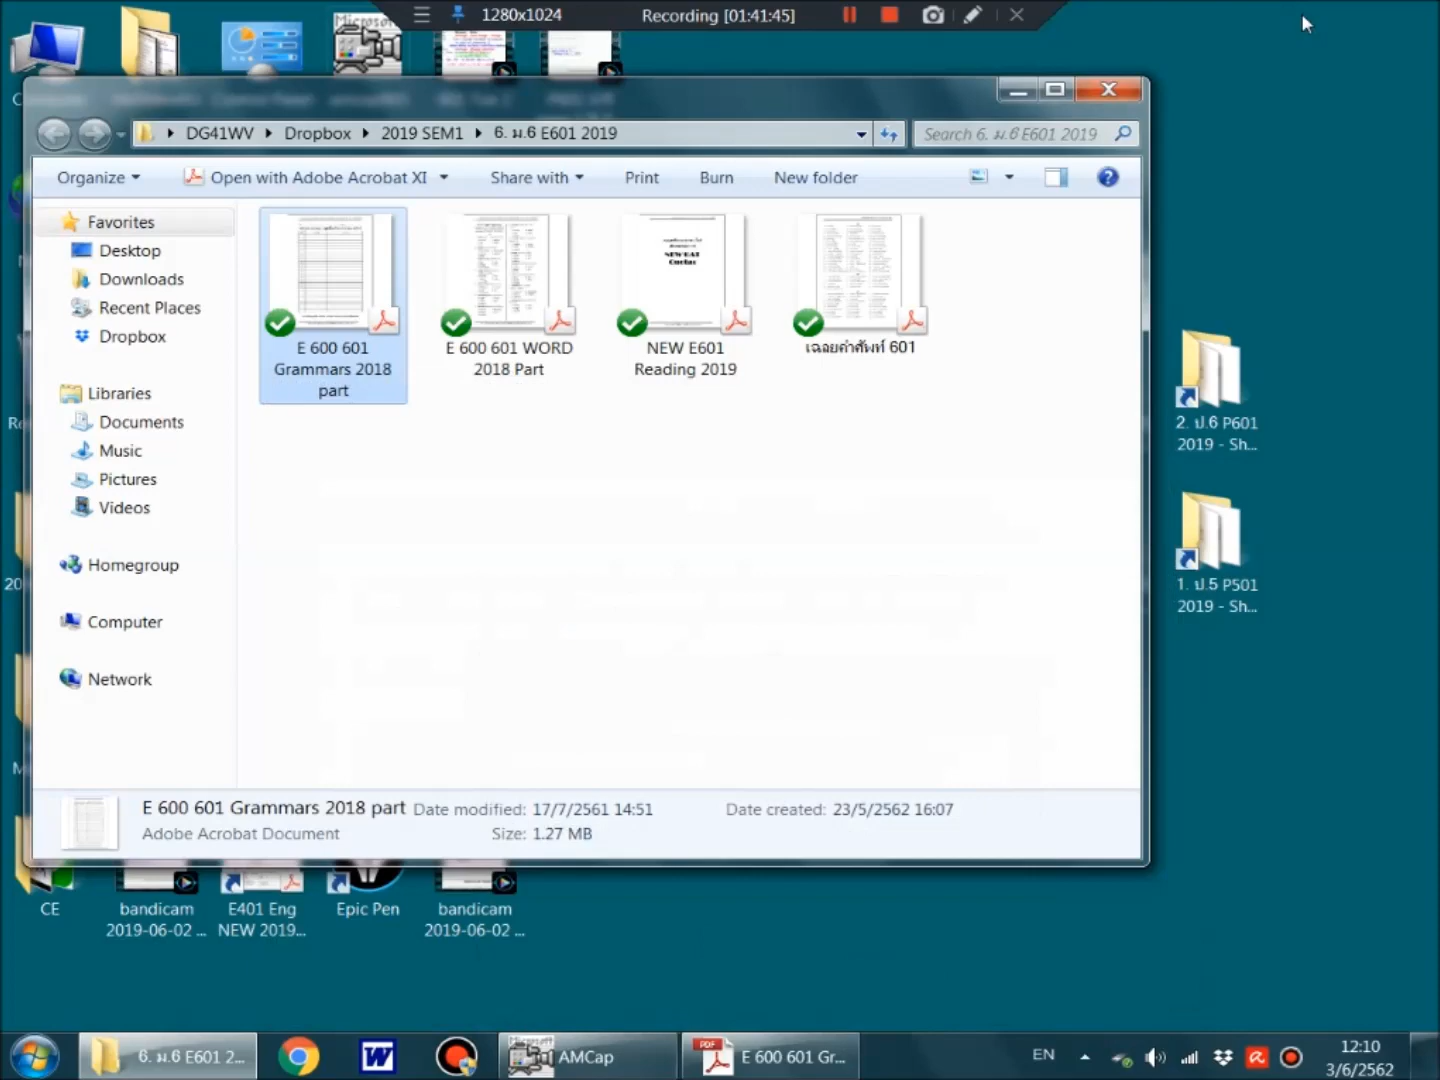 1280x1024
Recording [01:41:45]
DG41WV
Dropbox
2019 SEM1
6. ม.6 E601 2019
Search 6. ม.6 E601 2019
Organize
Open with Adobe Acrobat XI
Share with
Print
Burn
New folder
Favorites
Desktop
Downloads
Recent Places
Dropbox
Libraries
Documents
Music
Pictures
Videos
Homegroup
Computer
Network
E 600 601
Grammars 2018
part
E 600 601 WORD
2018 Part
NEW E601
Reading 2019
เฉลยคำศัพท์ 601
2. ป.6 P601
2019 - Sh...
1. ป.5 P501
2019 - Sh...
E 600 601 Grammars 2018 part
Date modified: 17/7/2561 14:51
Date created: 23/5/2562 16:07
Adobe Acrobat Document
Size: 1.27 MB
CE
bandicam
2019-06-02 ...
E401 Eng
NEW 2019...
Epic Pen
bandicam
2019-06-02 ...
6. ม.6 E601 2...
AMCap
E 600 601 Gr...
EN
12:10
3/6/2562